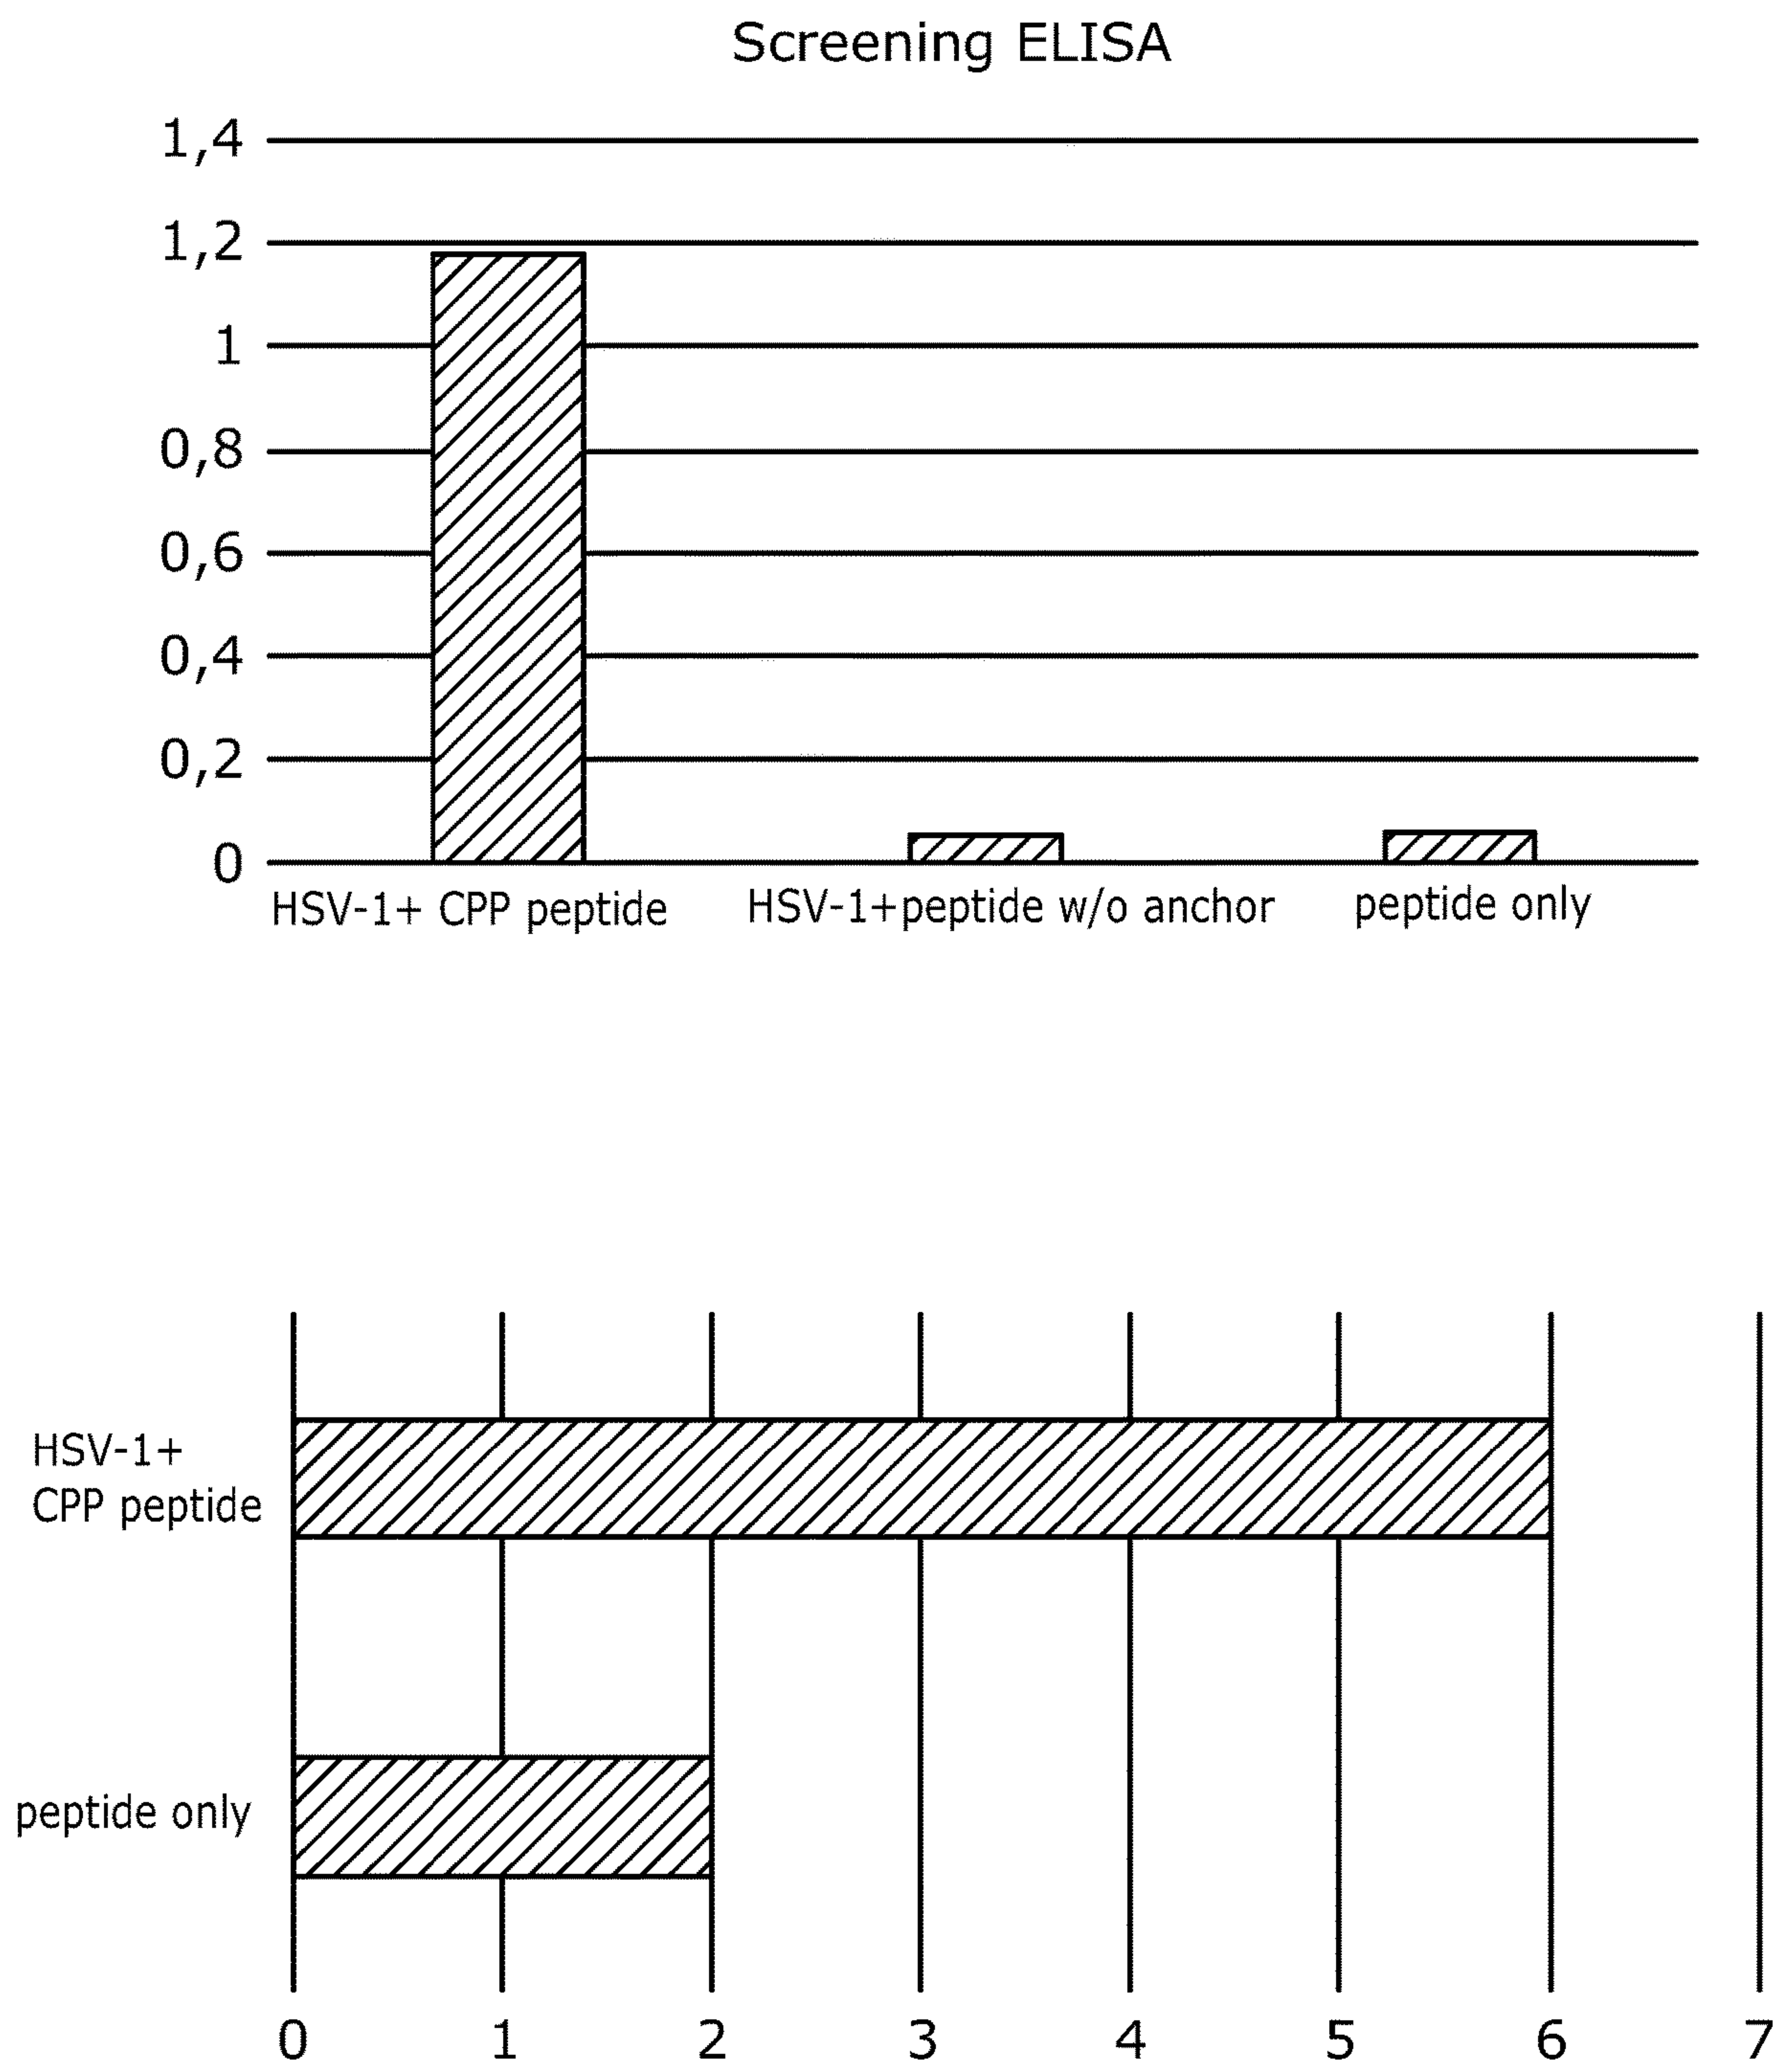 Screening ELISA
1,4
1,2
1
0,8
0,6
0,4
0,2
0
HSV-1+ CPP peptide HSV-1+peptide w/o anchor peptide only
HSV-1+
CPP peptide
peptide only
0 1 2 3 4 5 6 7